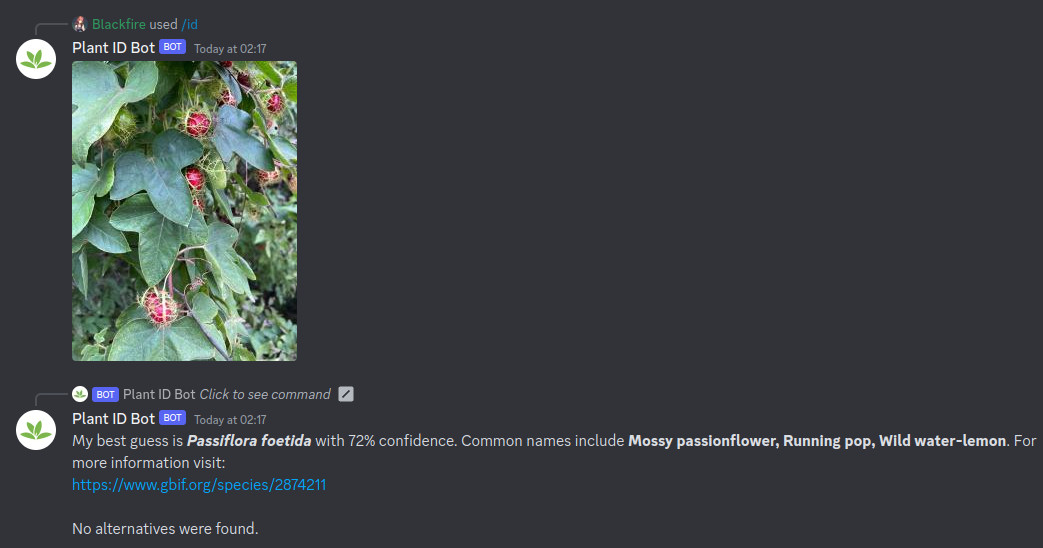 Blackfire used /id
Plant ID Bot BOT Today at 02:17
BOT Plant ID Bot Click to see command
Plant ID Bot BOT Today at 02:17
My best guess is Passiflora foetida with 72% confidence. Common names include Mossy passionflower, Running pop, Wild water-lemon. For
more information visit:
https://www.gbif.org/species/2874211
No alternatives were found.